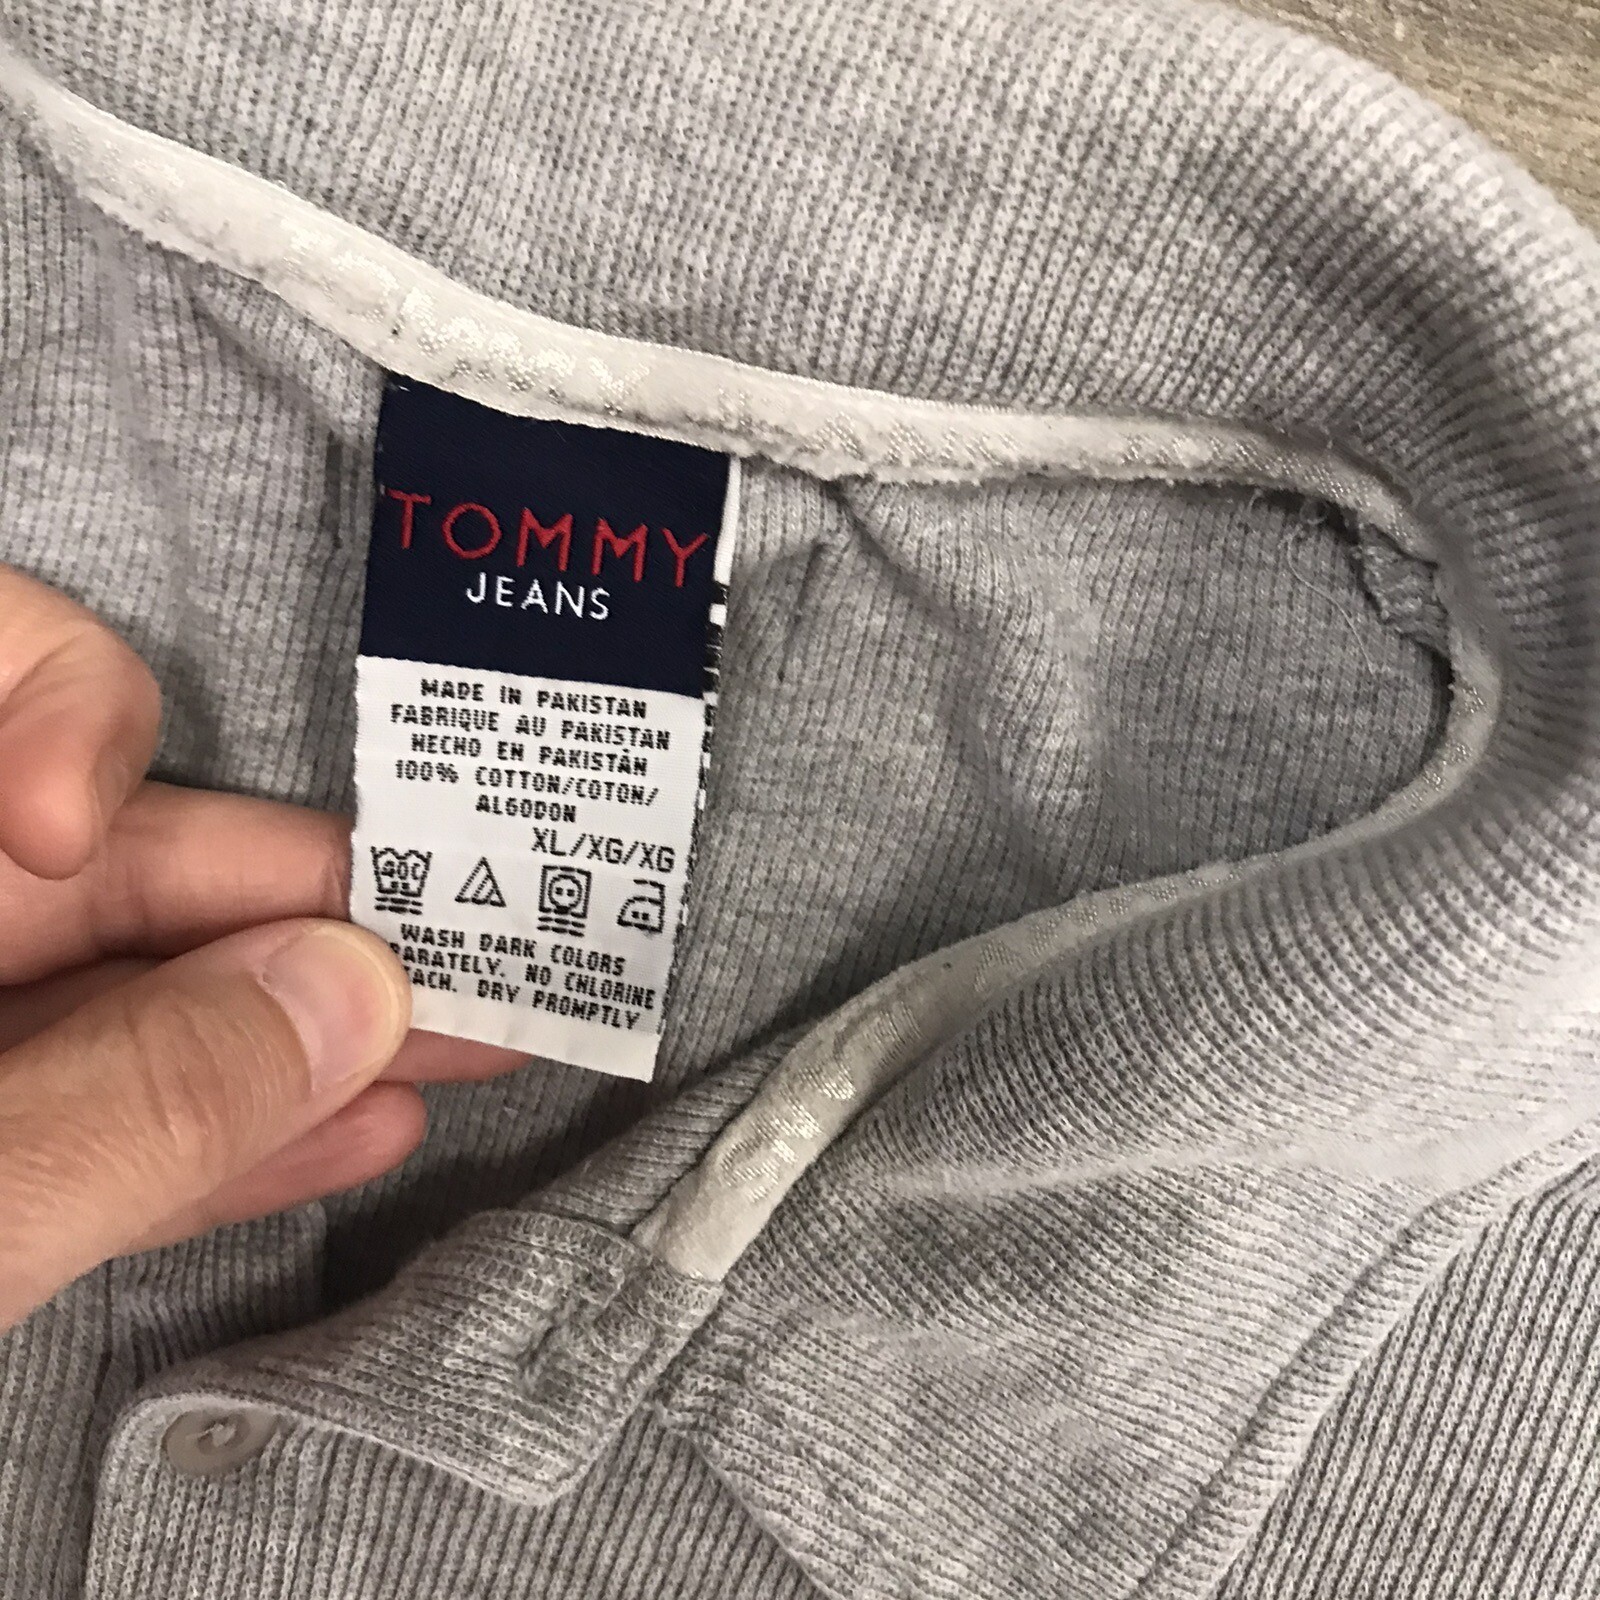 TOMMY
JEANS
MADE IN PAKISTAN
FABRIQUE AU PAKISTAN
HECHO EN PAKISTÁN
100% COTTON/COTON/
ALGODON
XL/XG/XG
40C
WASH DARK COLORS
PARATELY. NO CHLORINE
EACH. DRY PROMPTLY